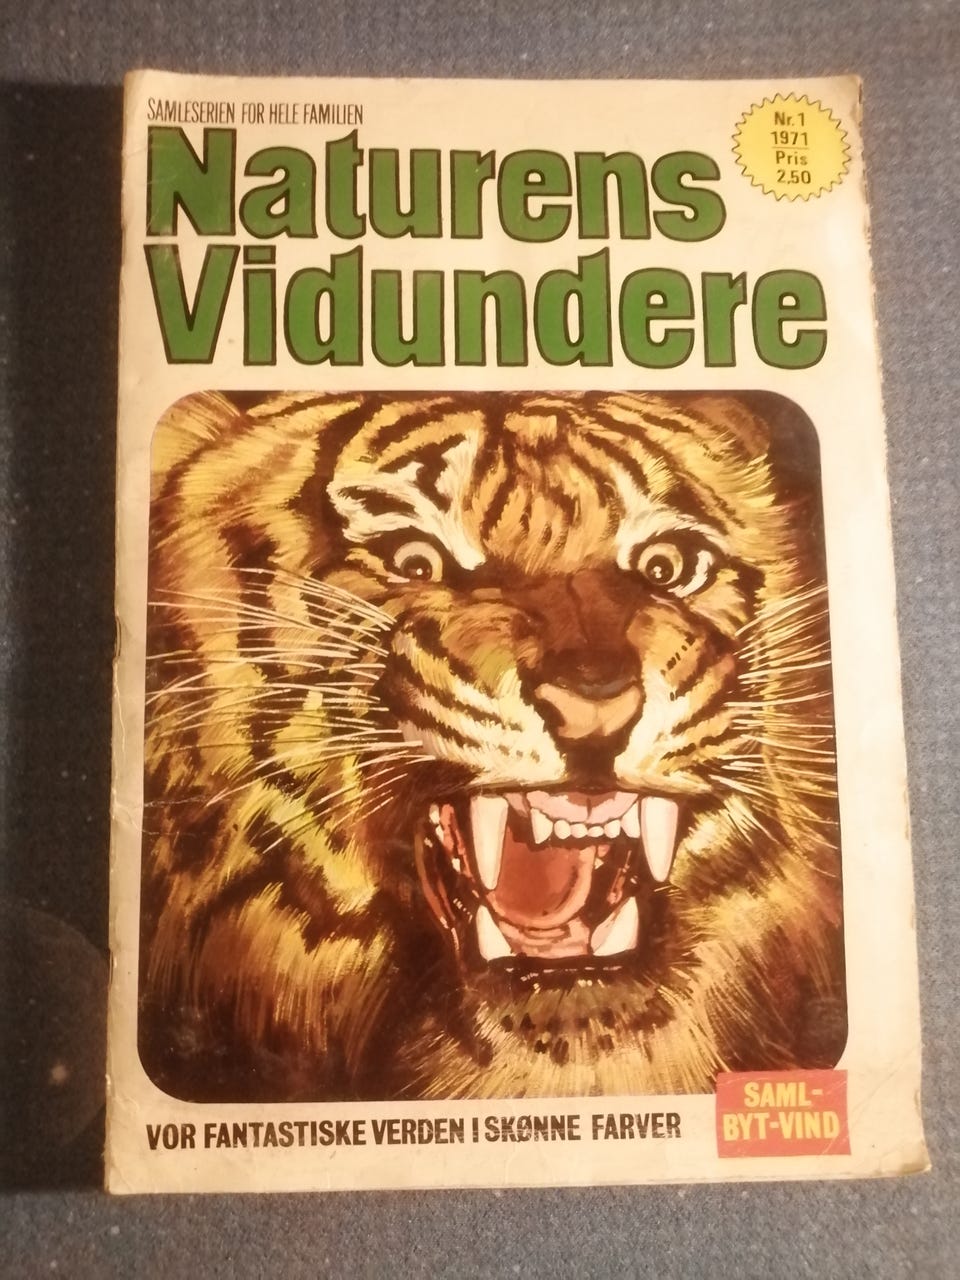 SAMLESERIEN FOR HELE FAMILIEN
Naturens
Vidundere
Nr. 1
1971
Pris
2,50
VOR FANTASTISKE VERDEN I SKØNNE FARVER
SAML-
BYT-VIND